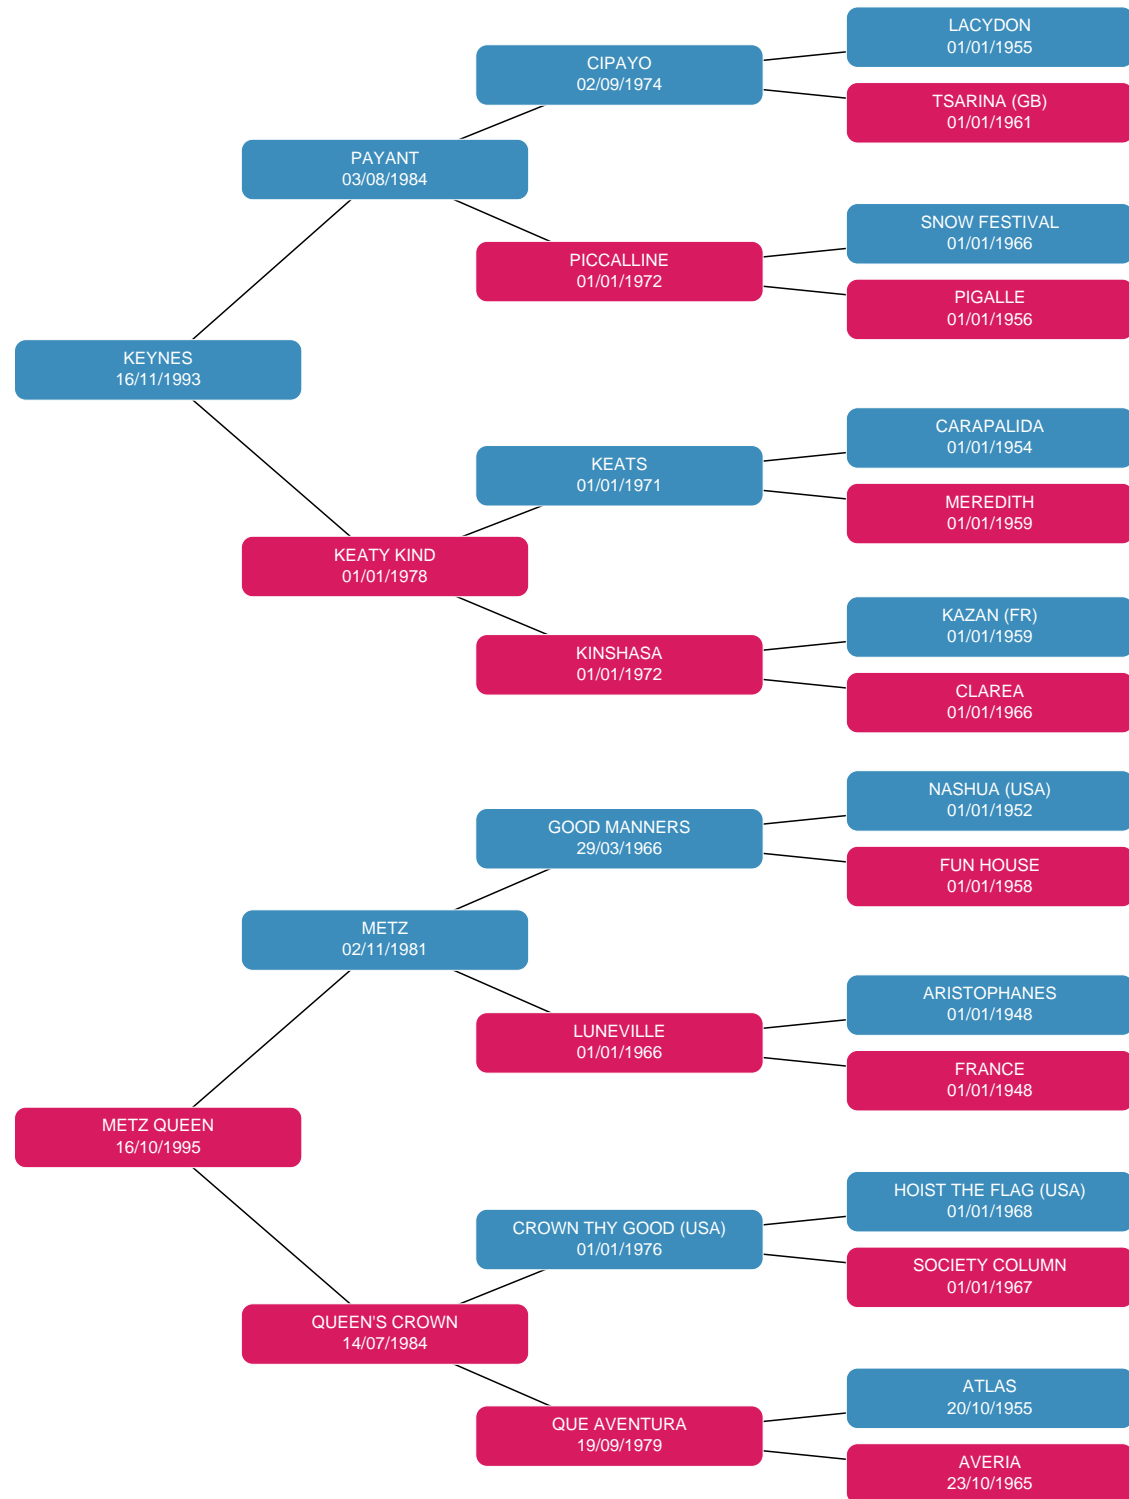 LACYDON
01/01/1955
CIPAYO
02/09/1974
TSARINA (GB)
01/01/1961
PAYANT
03/08/1984
SNOW FESTIVAL
01/01/1966
PICCALLINE
01/01/1972
PIGALLE
01/01/1956
KEYNES
16/11/1993
CARAPALIDA
01/01/1954
KEATS
01/01/1971
MEREDITH
01/01/1959
KEATY KIND
01/01/1978
KAZAN (FR)
01/01/1959
KINSHASA
01/01/1972
CLAREA
01/01/1966
NASHUA (USA)
01/01/1952
GOOD MANNERS
29/03/1966
FUN HOUSE
01/01/1958
METZ
02/11/1981
ARISTOPHANES
01/01/1948
LUNEVILLE
01/01/1966
FRANCE
01/01/1948
METZ QUEEN
16/10/1995
HOIST THE FLAG (USA)
01/01/1968
CROWN THY GOOD (USA)
01/01/1976
SOCIETY COLUMN
01/01/1967
QUEEN'S CROWN
14/07/1984
ATLAS
20/10/1955
QUE AVENTURA
19/09/1979
AVERIA
23/10/1965